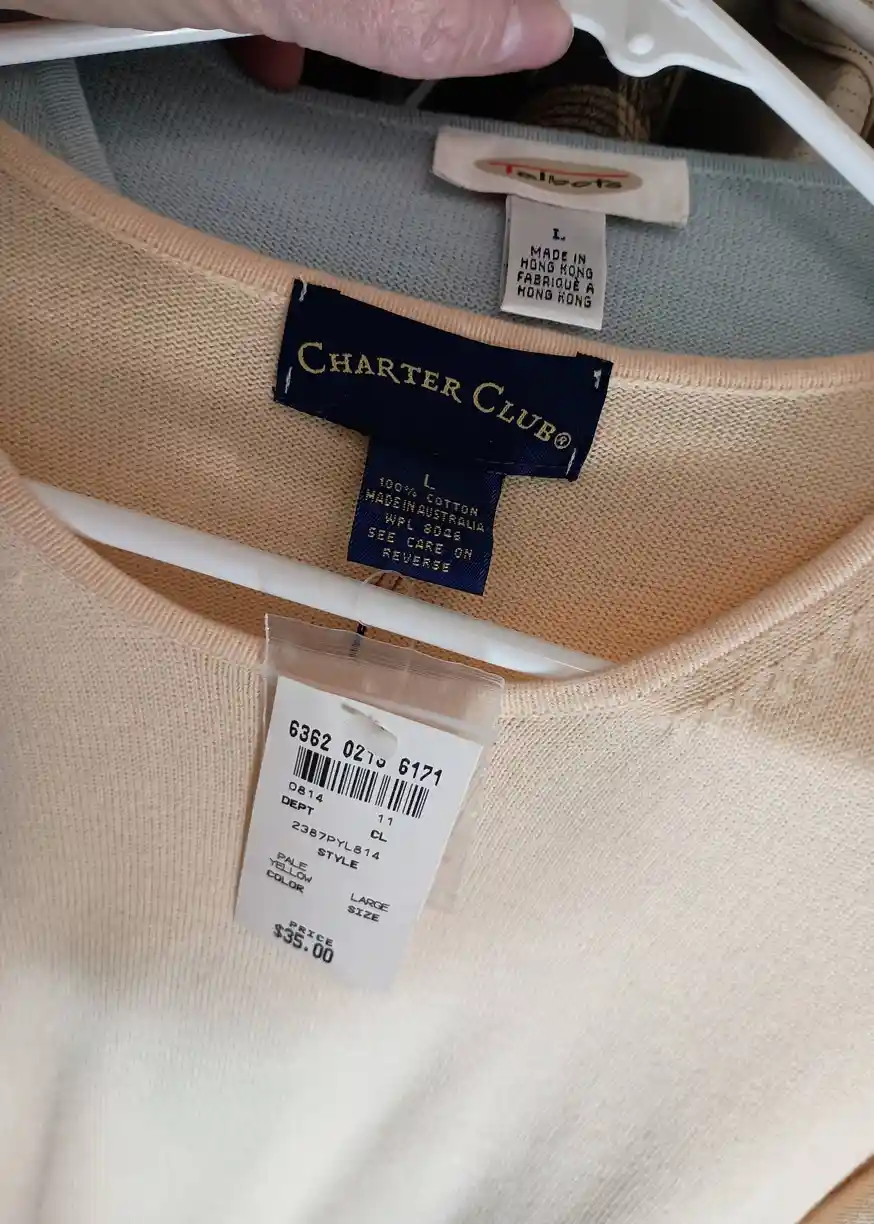 Talbots
L
MADE IN
HONG KONG
FABRIQUÉ A
HONG KONG
CHARTER CLUB®
L
100% COTTON
MADE IN AUSTRALIA
WPL 8046
SEE CARE ON
REVERSE
6362 6171
0814 11
DEPT CL
2387PYL814
STYLE
PALE
YELLOW LARGE
COLOR SIZE
PRICE
$35.00